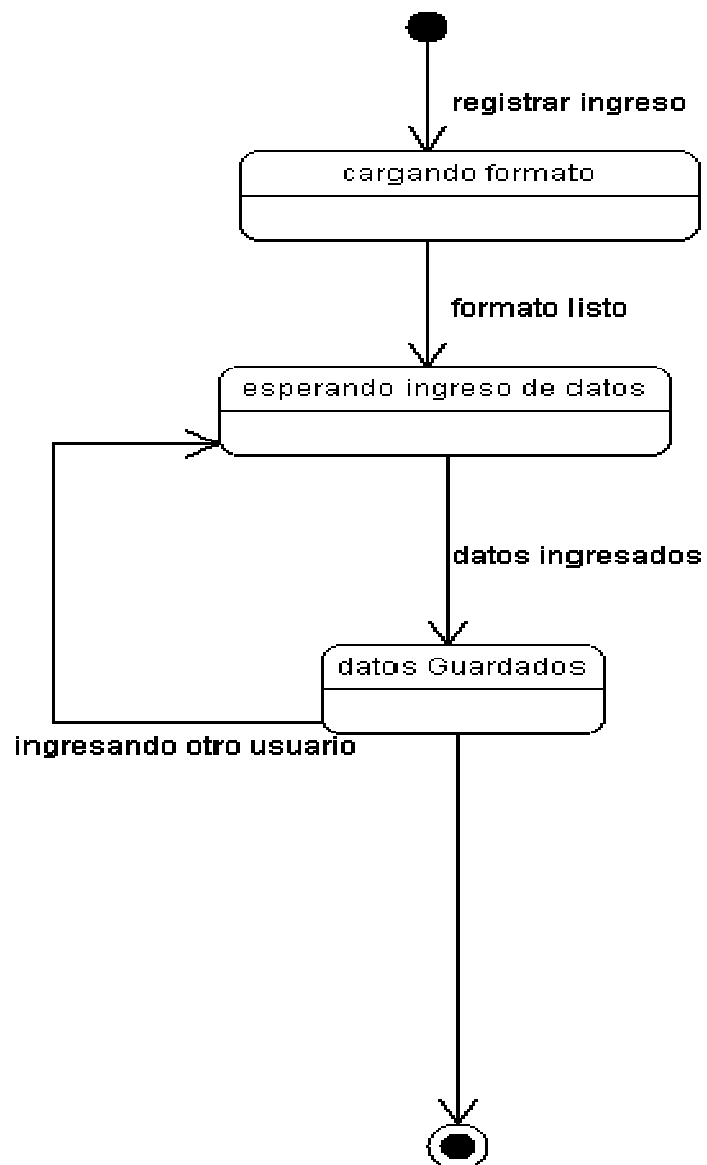 registrar ingreso
cargando formato
formato listo
esperando ingreso de datos
datos ingresados
datos Guardados
ingresando otro usuario